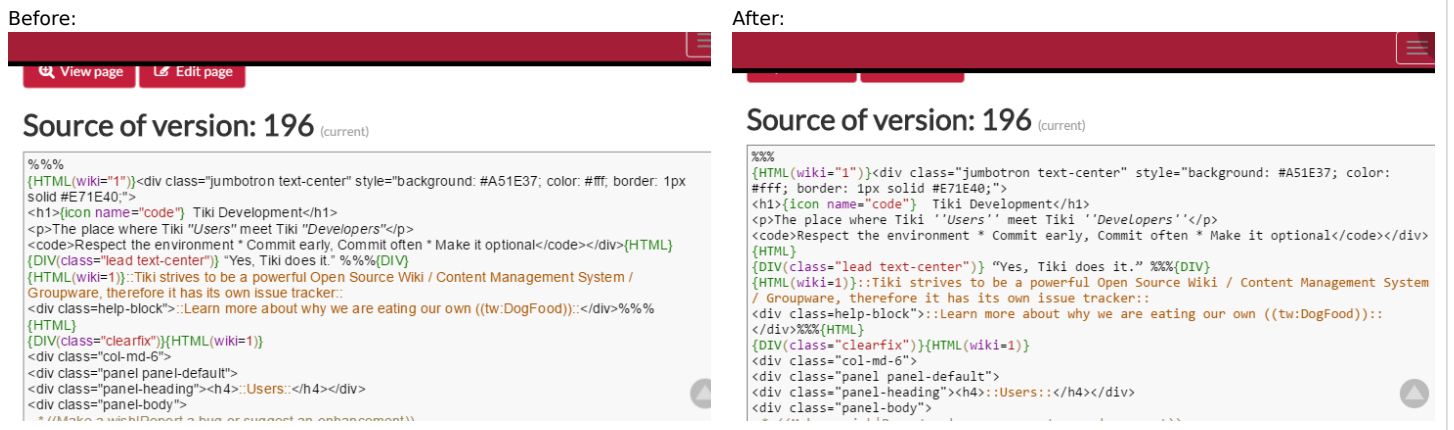 Before:
View page Edit page
Source of version: 196 (current)
%%%
{HTML(wiki="1")}<div class="jumbotron text-center" style="background: #A51E37; color: #fff; border: 1px
solid #E71E40;">
<h1>{icon name="code"}  Tiki Development</h1>
<p>The place where Tiki "Users" meet Tiki "Developers"</p>
<code>Respect the environment * Commit early, Commit often * Make it optional</code></div>{HTML}
{DIV(class="lead text-center")} “Yes, Tiki does it.” %%%{DIV}
{HTML(wiki=1)}::Tiki strives to be a powerful Open Source Wiki / Content Management System /
Groupware, therefore it has its own issue tracker::
<div class=help-block">::Learn more about why we are eating our own ((tw:DogFood))::</div>%%%
{HTML}
{DIV(class="clearfix")}{HTML(wiki=1)}
<div class="col-md-6">
<div class="panel panel-default">
<div class="panel-heading"><h4>::Users::</h4></div>
<div class="panel-body">
* ((Make a wish|Report a bug or suggest an enhancement))
After:
Source of version: 196 (current)
%%%
{HTML(wiki="1")}<div class="jumbotron text-center" style="background: #A51E37; color:
#fff; border: 1px solid #E71E40;">
<h1>{icon name="code"}  Tiki Development</h1>
<p>The place where Tiki ''Users'' meet Tiki ''Developers''</p>
<code>Respect the environment * Commit early, Commit often * Make it optional</code></div>
{HTML}
{DIV(class="lead text-center")} “Yes, Tiki does it.” %%%{DIV}
{HTML(wiki=1)}::Tiki strives to be a powerful Open Source Wiki / Content Management System
/ Groupware, therefore it has its own issue tracker::
<div class=help-block">::Learn more about why we are eating our own ((tw:DogFood))::
</div>%%%{HTML}
{DIV(class="clearfix")}{HTML(wiki=1)}
<div class="col-md-6">
<div class="panel panel-default">
<div class="panel-heading"><h4>::Users::</h4></div>
<div class="panel-body">